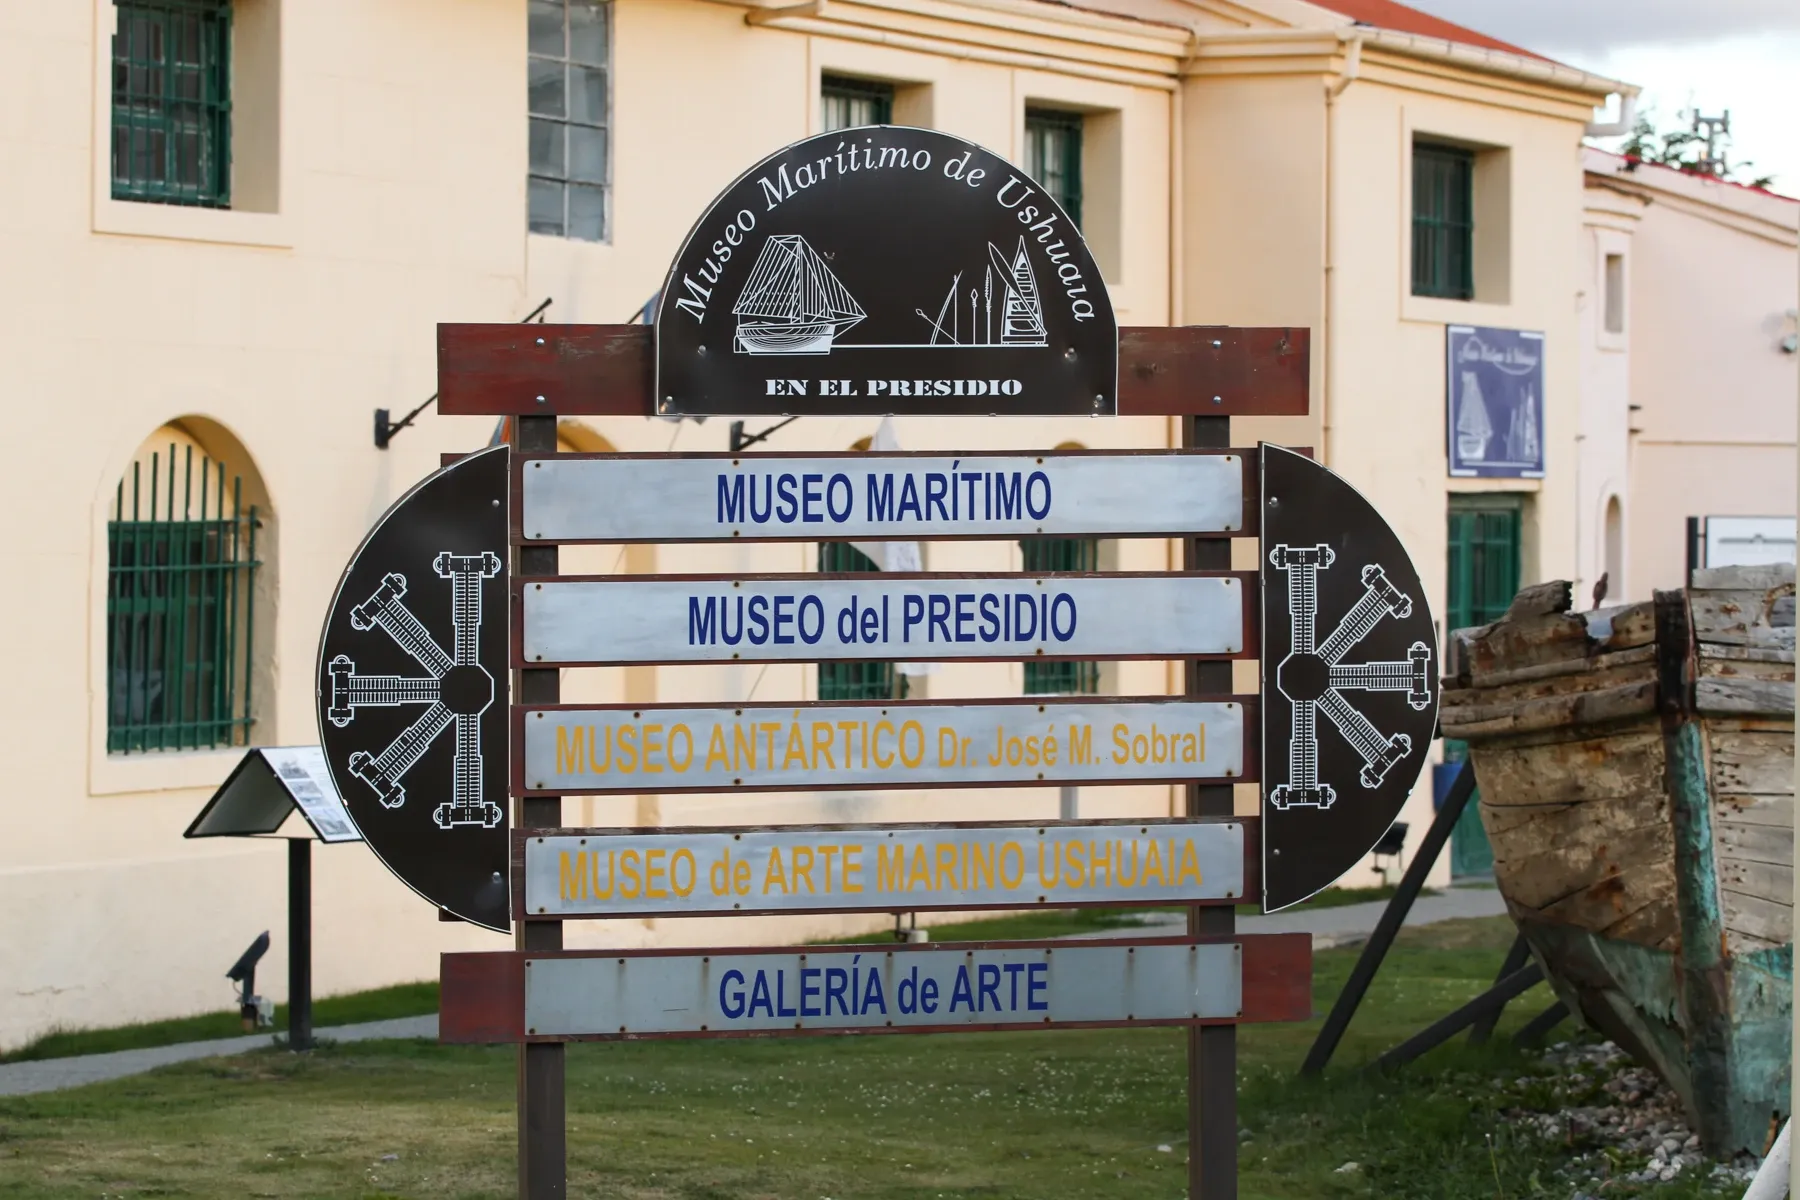 Museo Marítimo de Ushuaia
EN EL PRESIDIO
MUSEO MARÍTIMO
MUSEO del PRESIDIO
MUSEO ANTÁRTICO Dr. José M. Sobral
MUSEO de ARTE MARINO USHUAIA
GALERÍA de ARTE